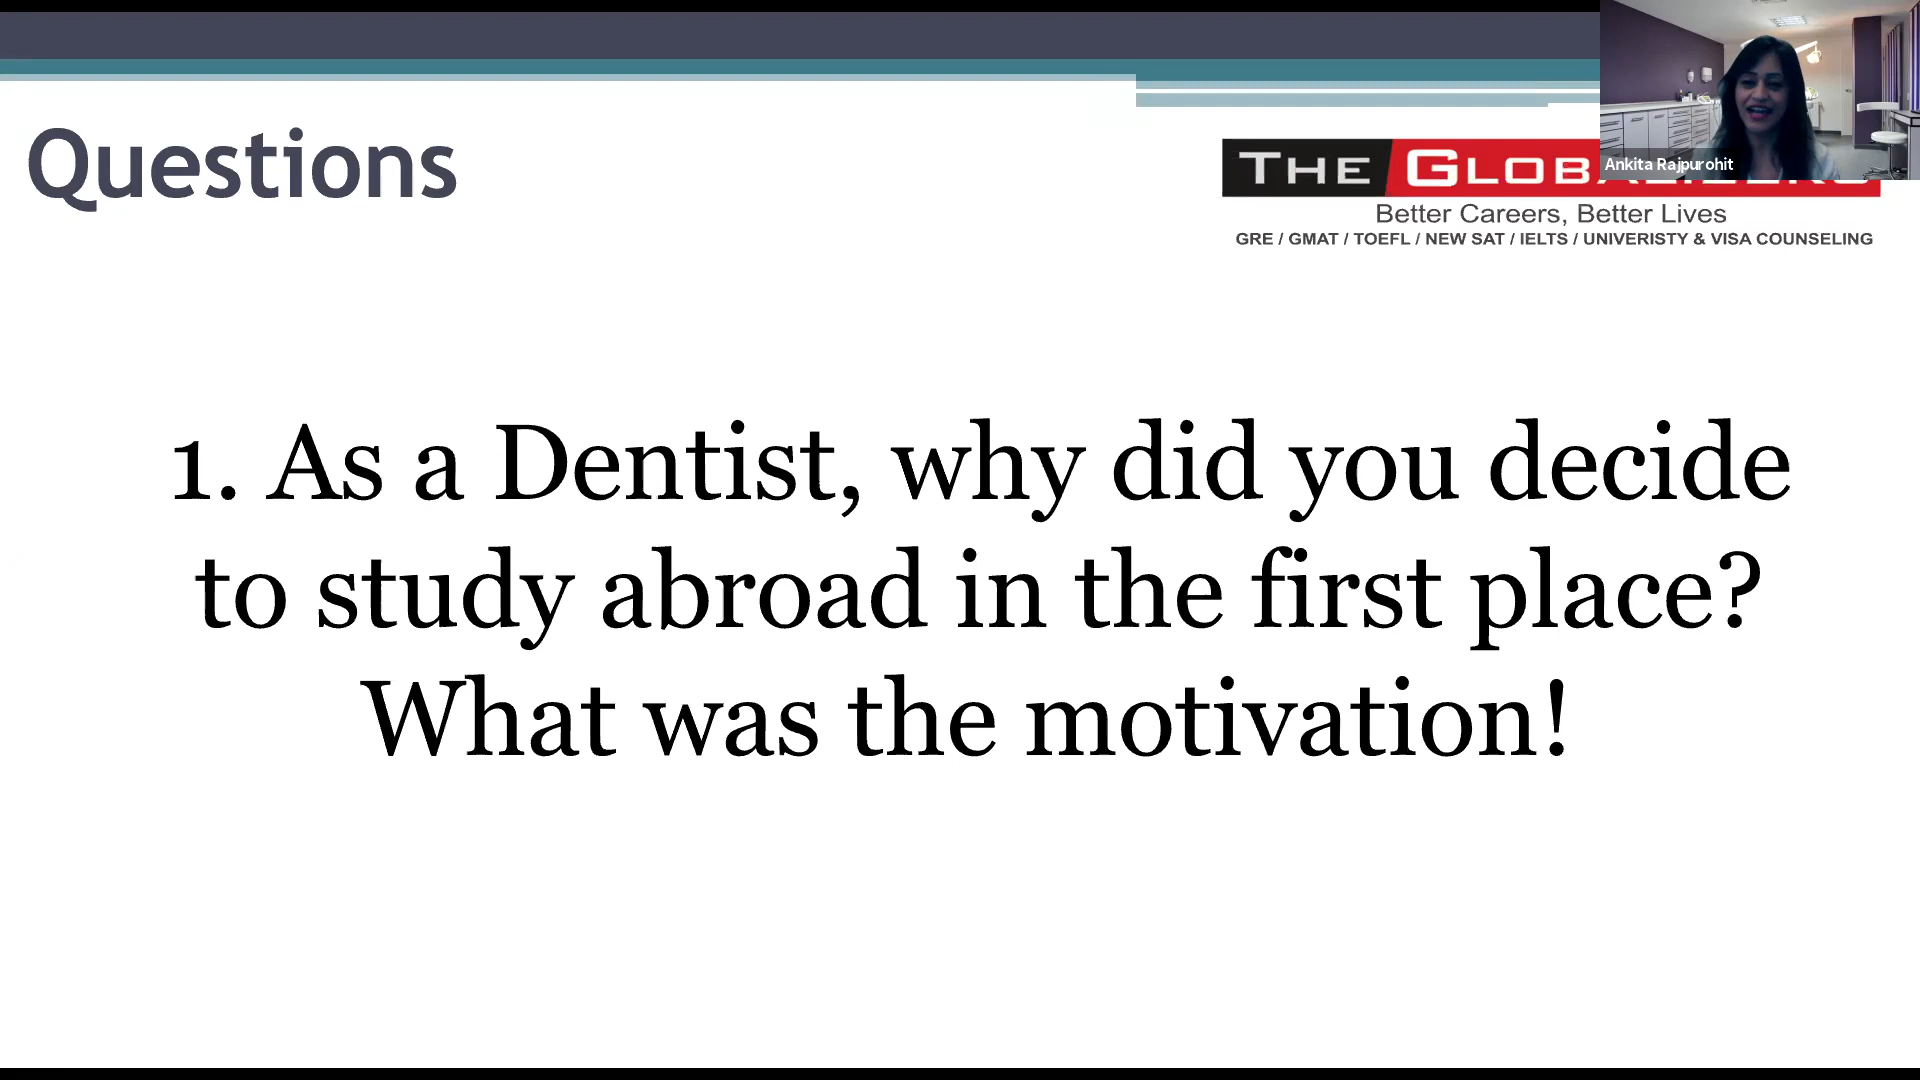 Questions
Ankita Rajpurohit
THE GLOB
Better Careers, Better Lives
GRE / GMAT / TOEFL / NEW SAT / IELTS / UNIVERISTY & VISA COUNSELING
1. As a Dentist, why did you decide
to study abroad in the first place?
What was the motivation!